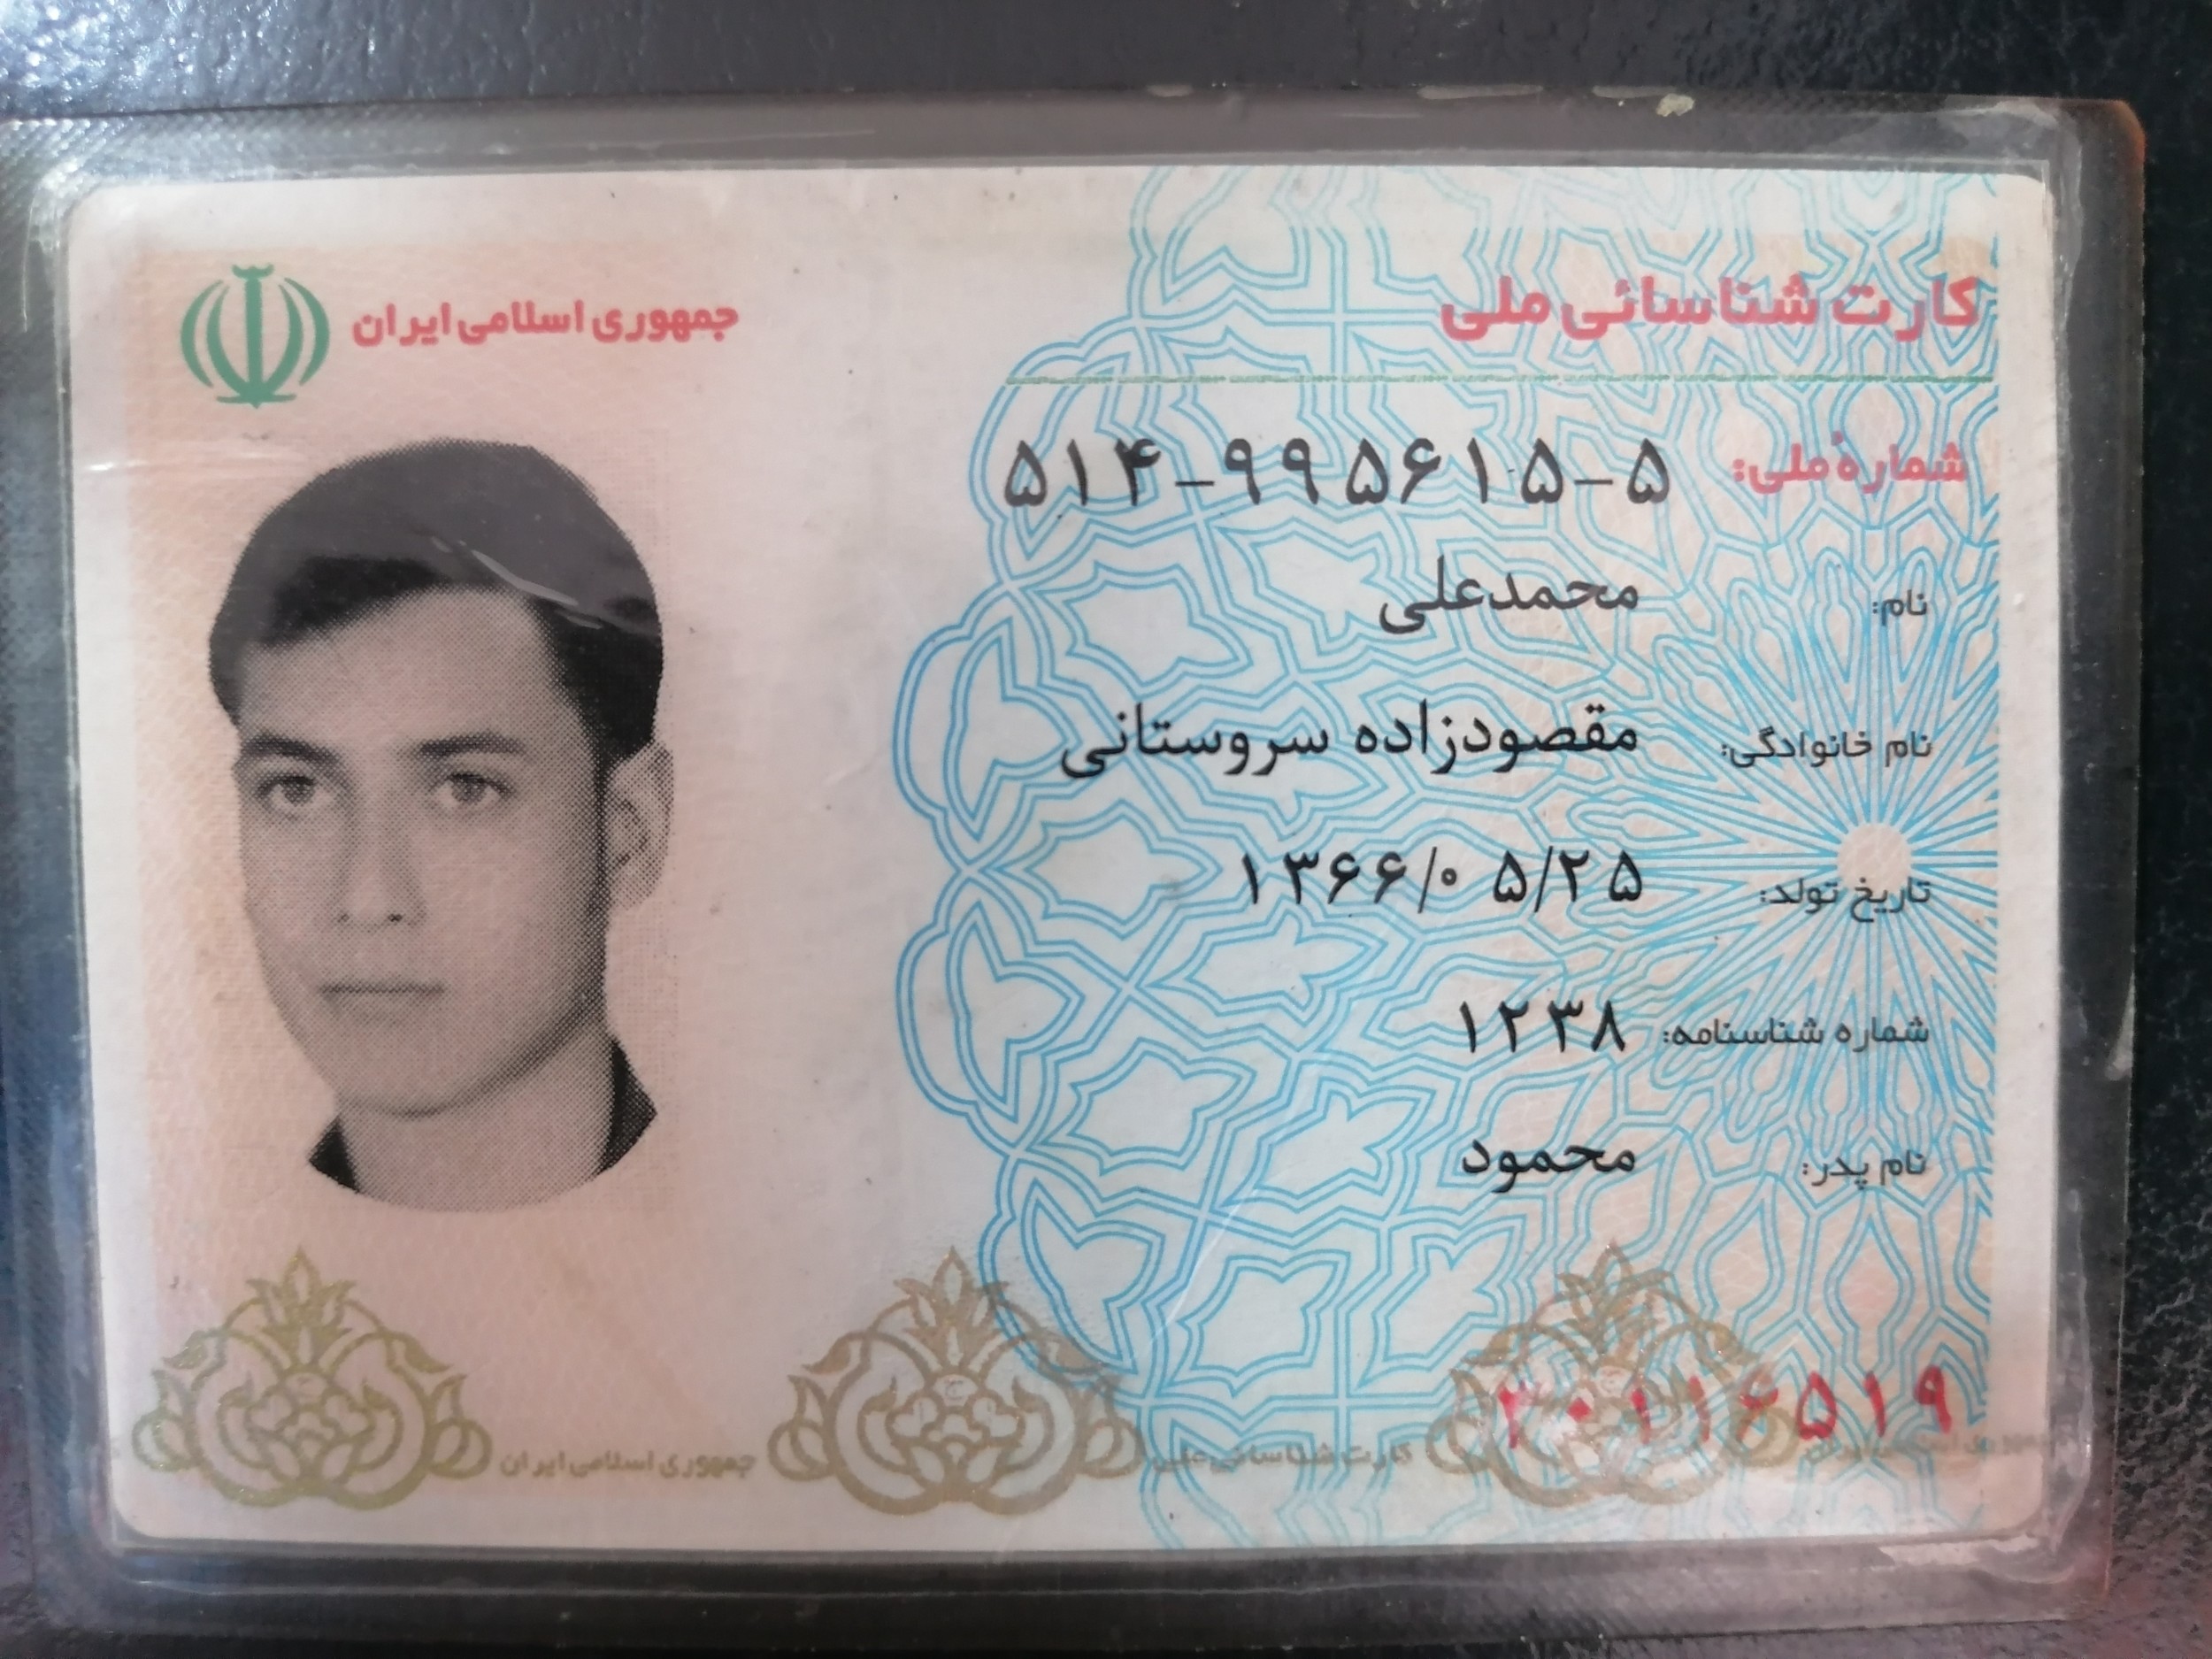 جمهوری اسلامی ایران
کارت شناسائی ملی
شمارهٔ ملی: ۵۱۴-۹۹۵۶۱۵-۵
نام: محمدعلی
نام خانوادگی: مقصودزاده سروستانی
تاریخ تولد: ۱۳۶۶/۰۵/۲۵
شماره شناسنامه: ۱۲۳۸
نام پدر: محمود
جمهوری اسلامی ایران
کارت شناسائی ملی